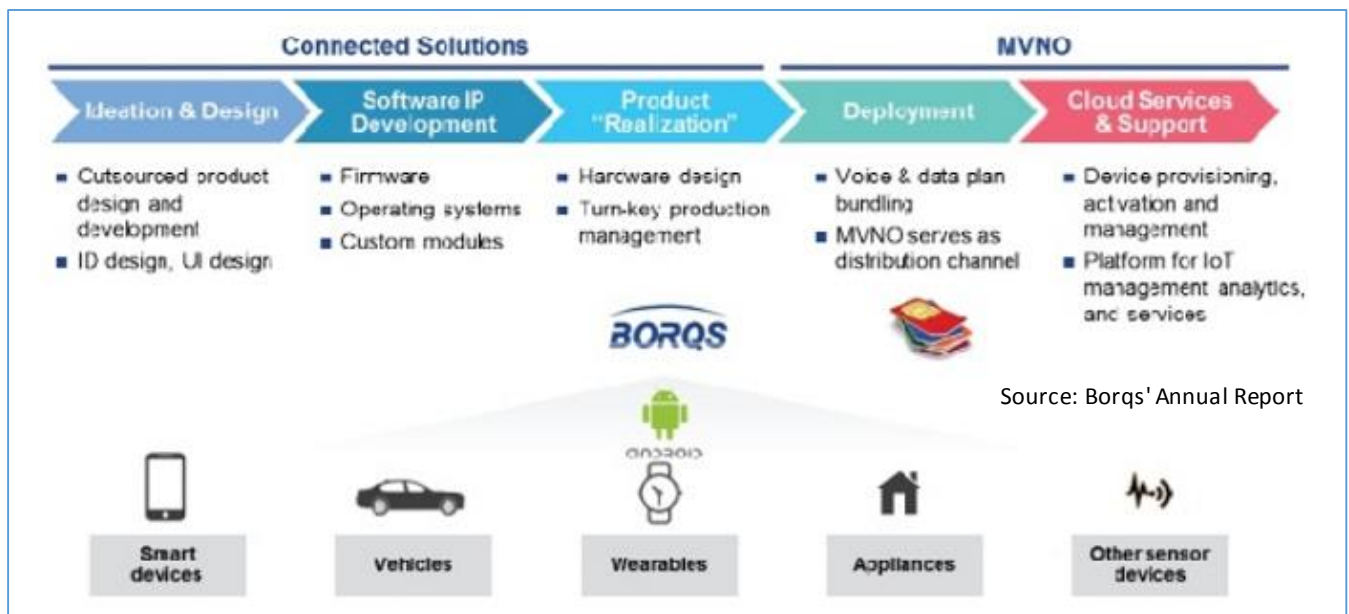 Connected Solutions
MVNO
Ideation & Design
Software IP
Development
Product
"Realization"
Deployment
Cloud Services
& Support
Cutsourced product
design and
development
ID design, UI design
Firmware
Operating systems
Custom modules
Hardware design
Turn-key production
management
Voice & data plan
bundling
MVNO serves as
distribution channel
Device provisioning,
activation and
management
Platform for IoT
management analytics,
and services
BORQS
Source: Borqs' Annual Report
ANDROID
Smart
devices
Vehicles
Wearables
Appliances
Other sensor
devices